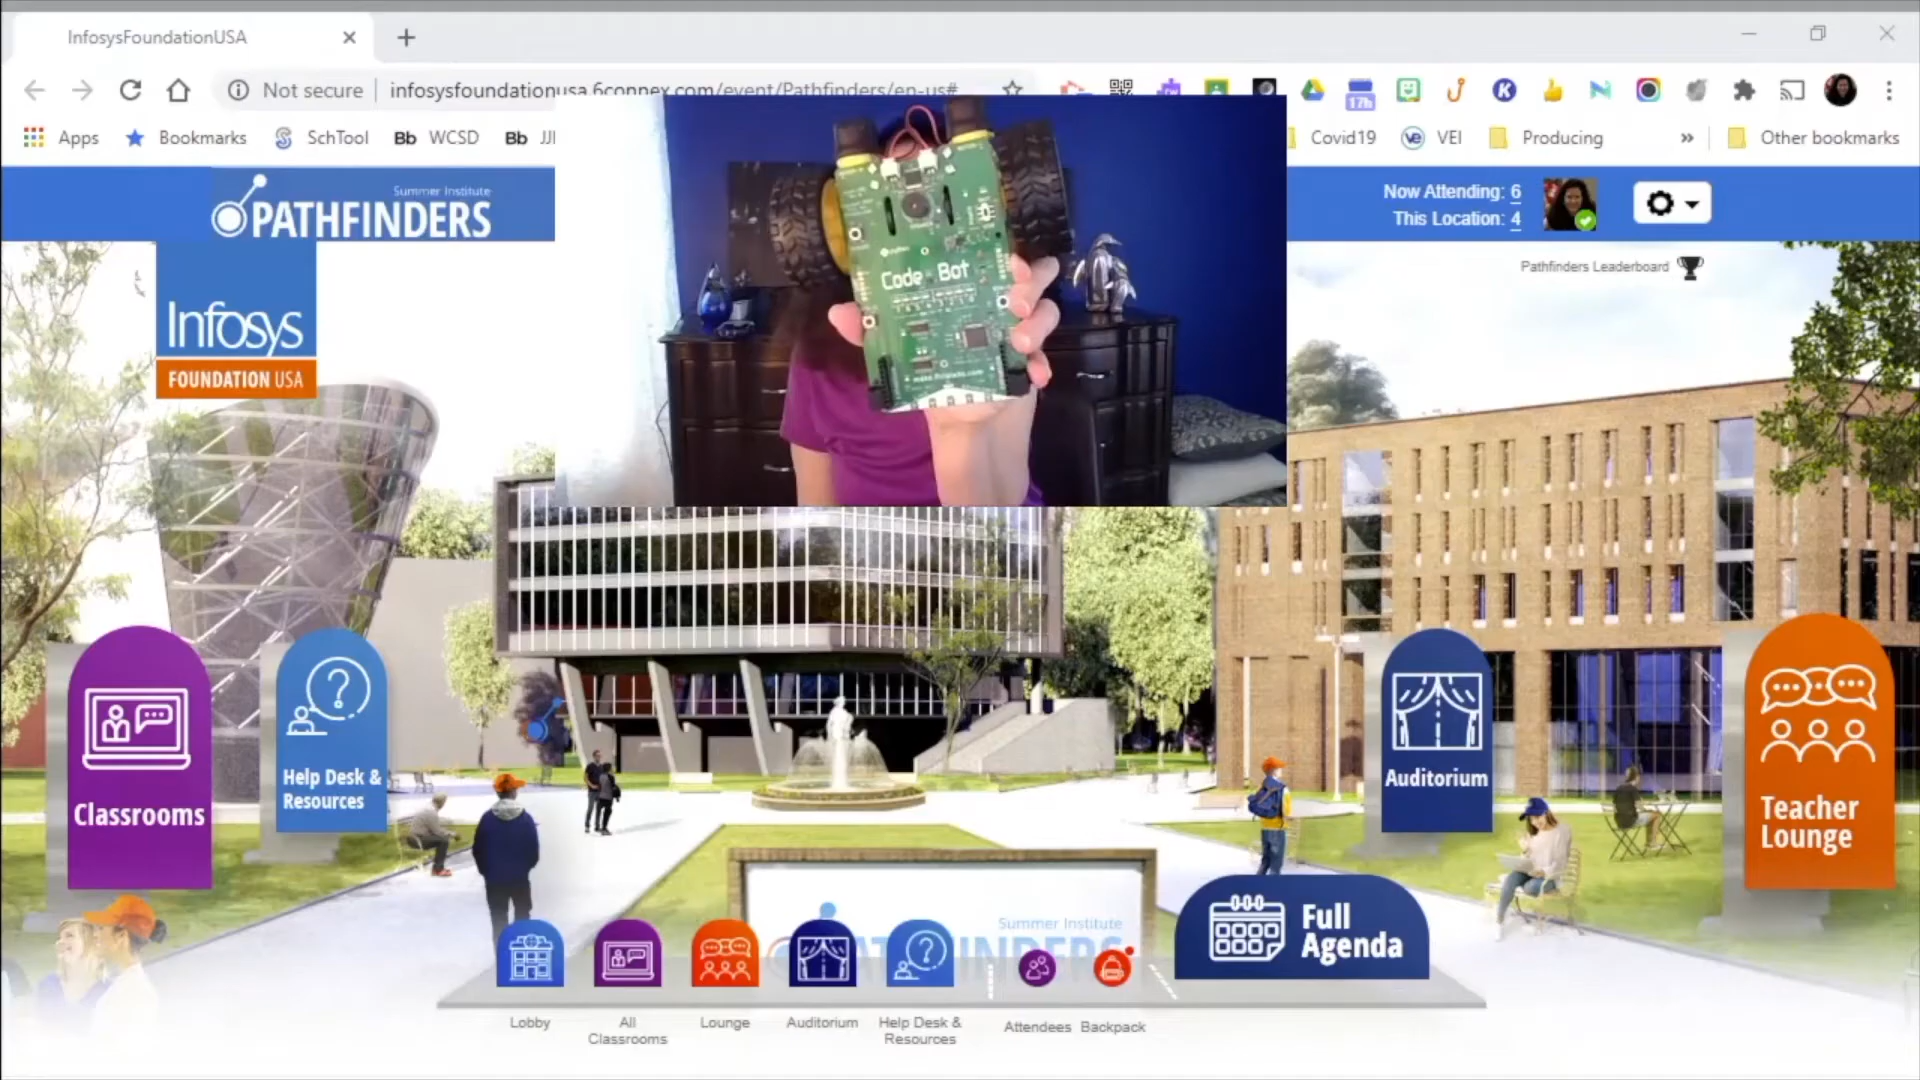 InfosysFoundationUSA
Not secure
infosysfoundationusa.6connex.com/event/Pathfinders/en-us#
17h
Apps
Bookmarks
SchTool
Bb WCSD
Bb
Covid19
VEI
Producing
»
Other bookmarks
Summer Institute
PATHFINDERS
Now Attending: 6
This Location: 4
Pathfinders Leaderboard
Infosys
FOUNDATION USA
Code Bot
Classrooms
Help Desk &
Resources
Auditorium
Teacher
Lounge
Summer Institute
Full
Agenda
Lobby
All
Classrooms
Lounge
Auditorium
Help Desk &
Resources
Attendees
Backpack